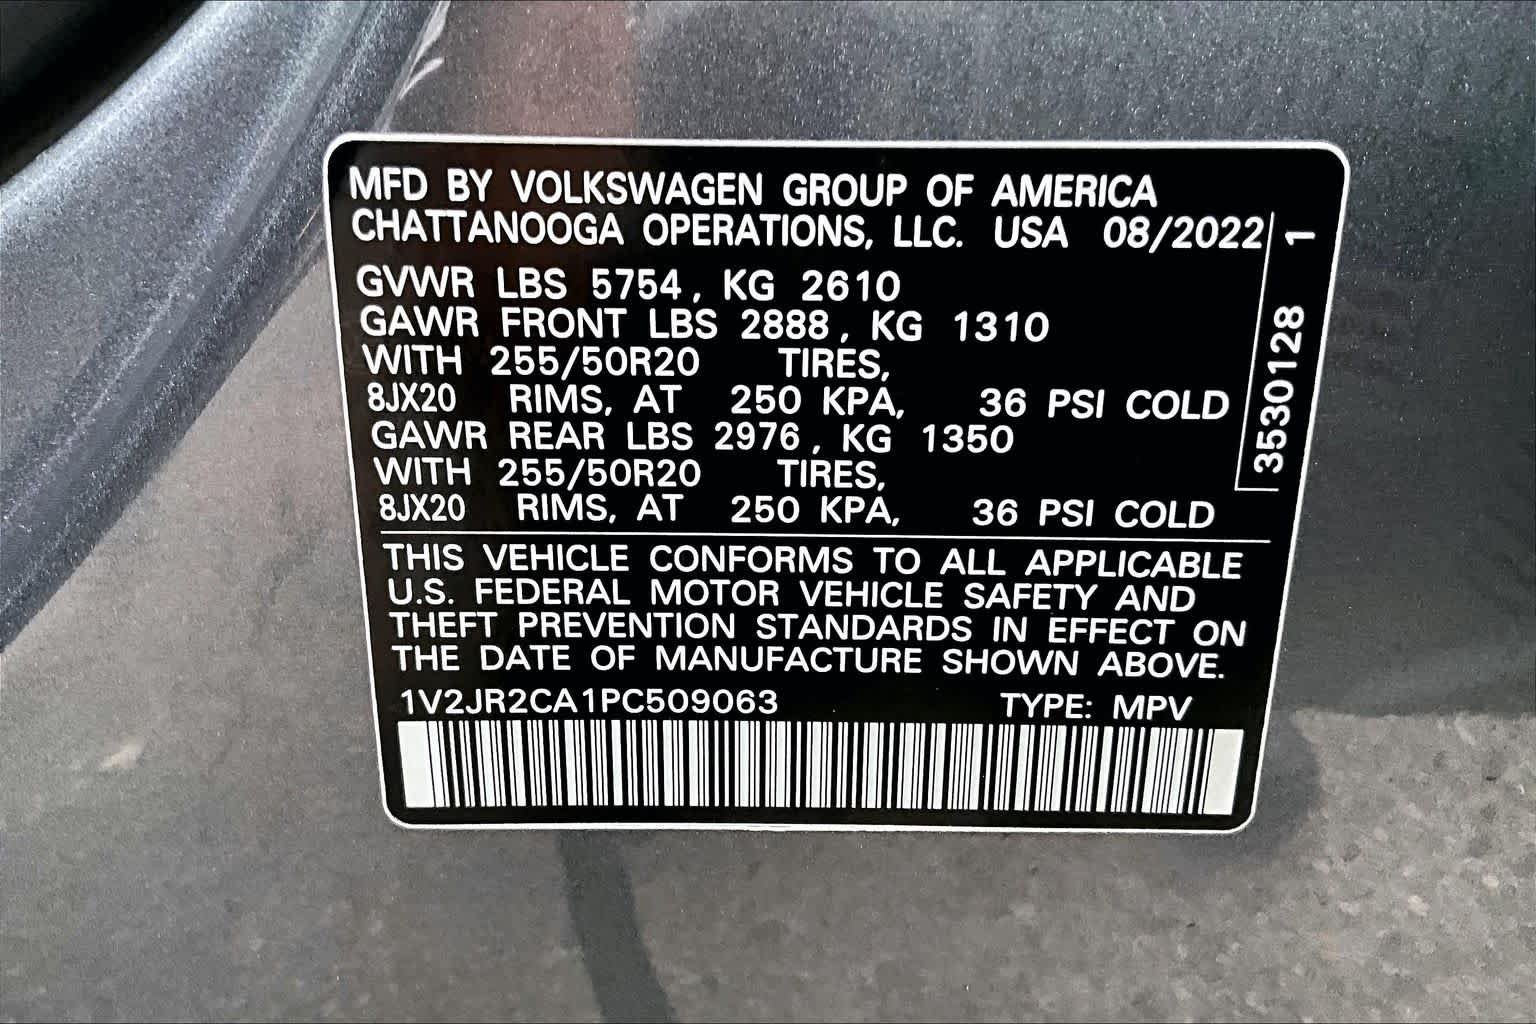 MFD BY VOLKSWAGEN GROUP OF AMERICA
CHATTANOOGA OPERATIONS, LLC. USA 08/2022
GVWR LBS 5754, KG 2610
GAWR FRONT LBS 2888, KG 1310
WITH 255/50R20 TIRES,
8JX20 RIMS, AT 250 KPA, 36 PSI COLD
GAWR REAR LBS 2976, KG 1350
WITH 255/50R20 TIRES,
8JX20 RIMS, AT 250 KPA, 36 PSI COLD
3530128 1
THIS VEHICLE CONFORMS TO ALL APPLICABLE
U.S. FEDERAL MOTOR VEHICLE SAFETY AND
THEFT PREVENTION STANDARDS IN EFFECT ON
THE DATE OF MANUFACTURE SHOWN ABOVE.
1V2JR2CA1PC509063 TYPE: MPV